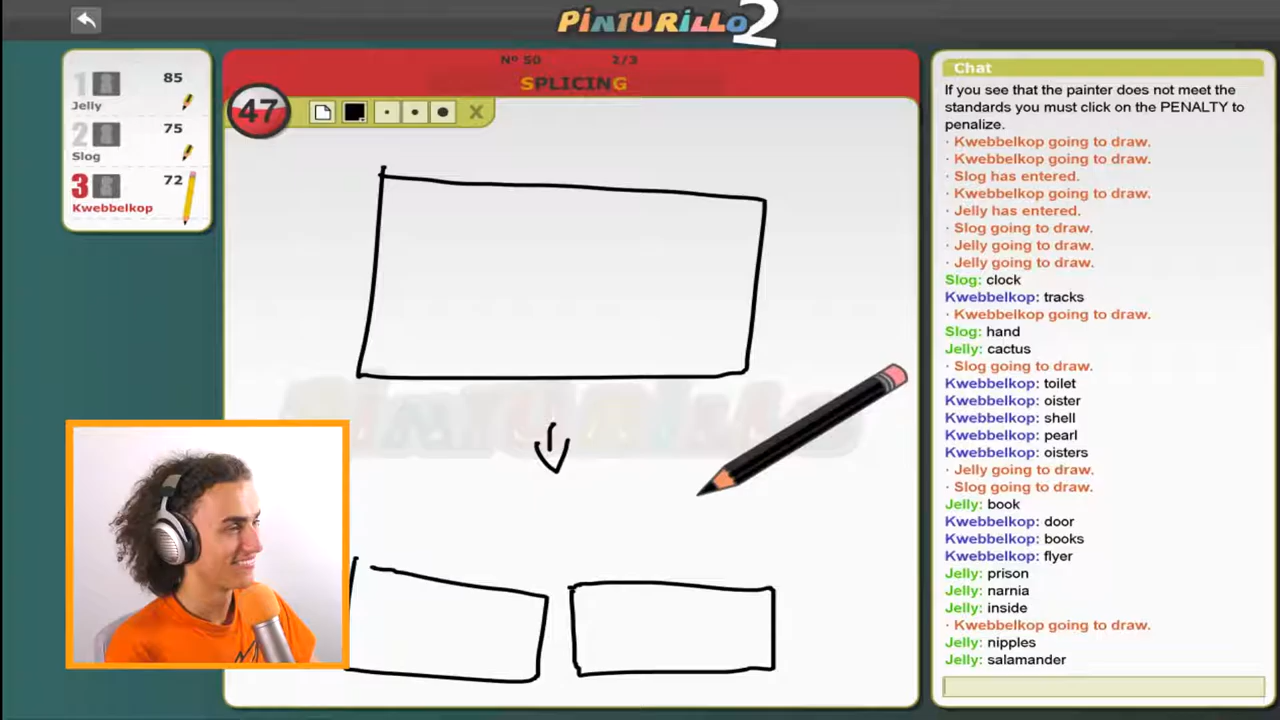 PINTURILLO2
1 85
Jelly
2 75
Slog
3 72
Kwebbelkop
Nº 50 2/3
SPLICING
47
X
Chat
If you see that the painter does not meet the
standards you must click on the PENALTY to
penalize.
· Kwebbelkop going to draw.
· Kwebbelkop going to draw.
· Slog has entered.
· Kwebbelkop going to draw.
· Jelly has entered.
· Slog going to draw.
· Jelly going to draw.
· Jelly going to draw.
Slog: clock
Kwebbelkop: tracks
· Kwebbelkop going to draw.
Slog: hand
Jelly: cactus
· Slog going to draw.
Kwebbelkop: toilet
Kwebbelkop: oister
Kwebbelkop: shell
Kwebbelkop: pearl
Kwebbelkop: oisters
· Jelly going to draw.
· Slog going to draw.
Jelly: book
Kwebbelkop: door
Kwebbelkop: books
Kwebbelkop: flyer
Jelly: prison
Jelly: narnia
Jelly: inside
· Kwebbelkop going to draw.
Jelly: nipples
Jelly: salamander